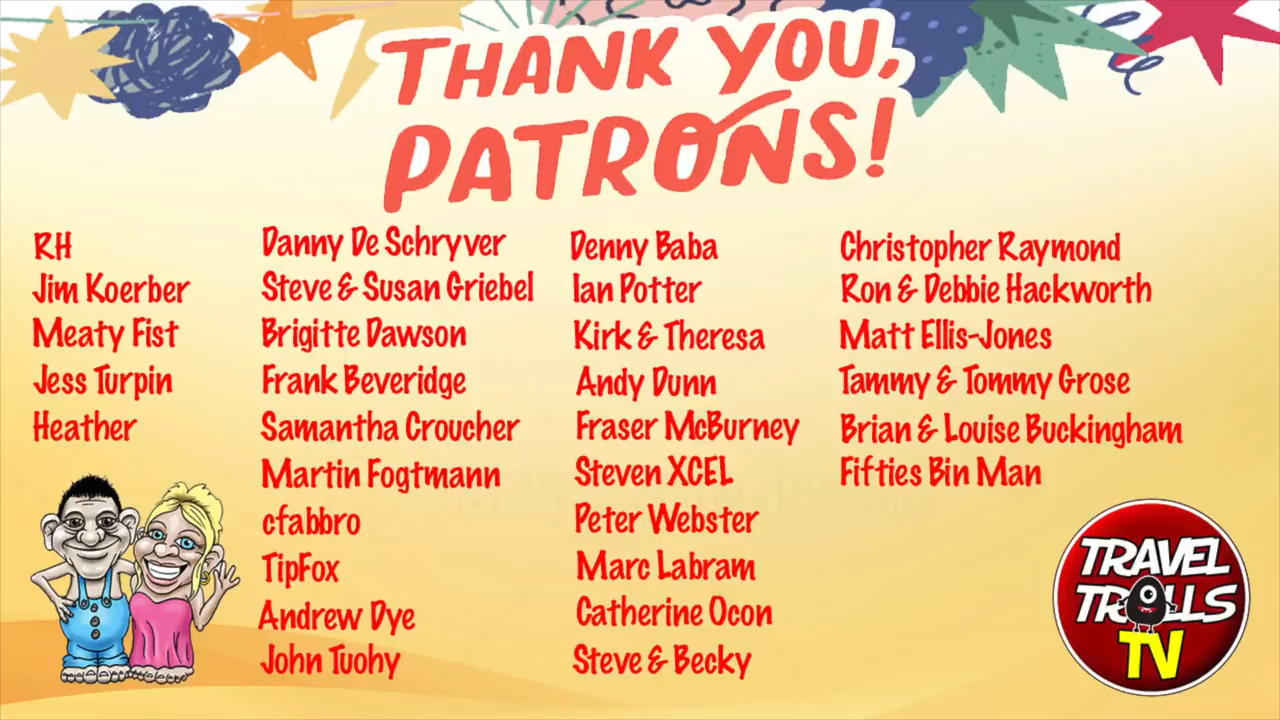 THANK YOU,
PATRONS!
RH
Jim Koerber
Meaty Fist
Jess Turpin
Heather
Danny De Schryver
Steve & Susan Griebel
Brigitte Dawson
Frank Beveridge
Samantha Croucher
Martin Fogtmann
cfabbro
TipFox
Andrew Dye
John Tuohy
Denny Baba
Ian Potter
Kirk & Theresa
Andy Dunn
Fraser McBurney
Steven XCEL
Peter Webster
Marc Labram
Catherine Ocon
Steve & Becky
Christopher Raymond
Ron & Debbie Hackworth
Matt Ellis-Jones
Tammy & Tommy Grose
Brian & Louise Buckingham
Fifties Bin Man
TRAVEL
TROLLS
TV